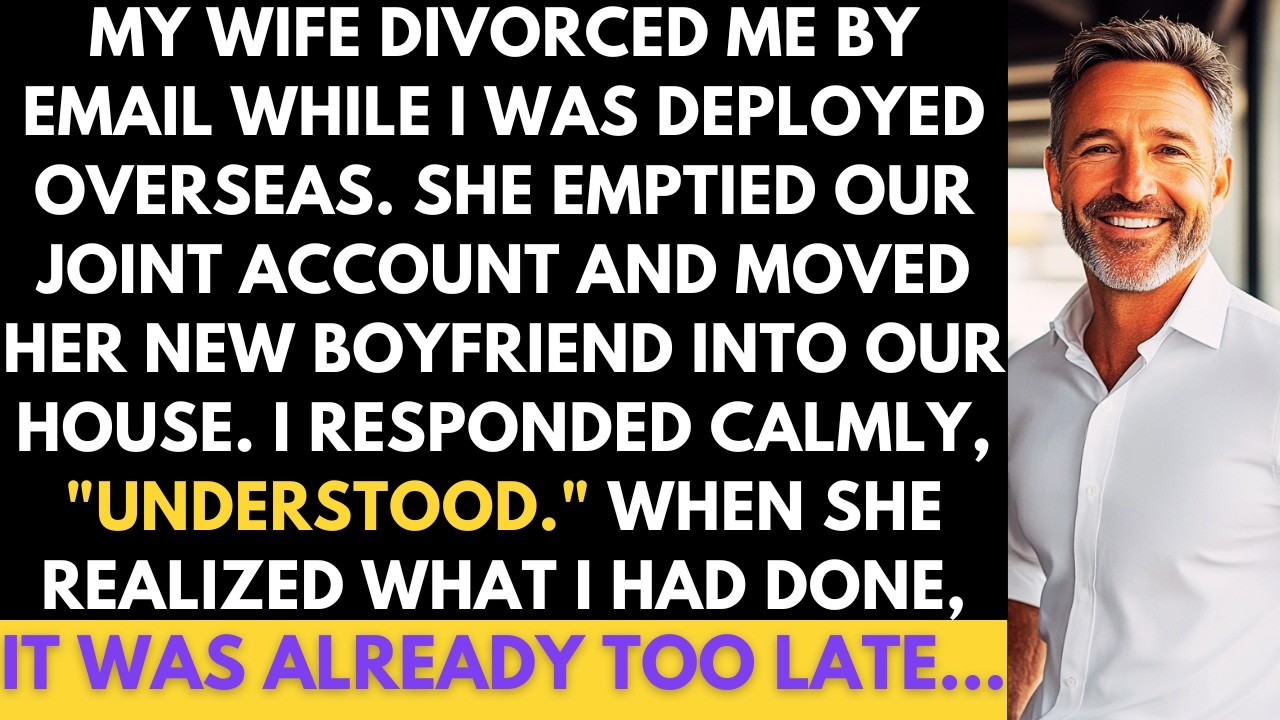 MY WIFE DIVORCED ME BY
EMAIL WHILE I WAS DEPLOYED
OVERSEAS. SHE EMPTIED OUR
JOINT ACCOUNT AND MOVED
HER NEW BOYFRIEND INTO OUR
HOUSE. I RESPONDED CALMLY,
"UNDERSTOOD." WHEN SHE
REALIZED WHAT I HAD DONE,
IT WAS ALREADY TOO LATE...